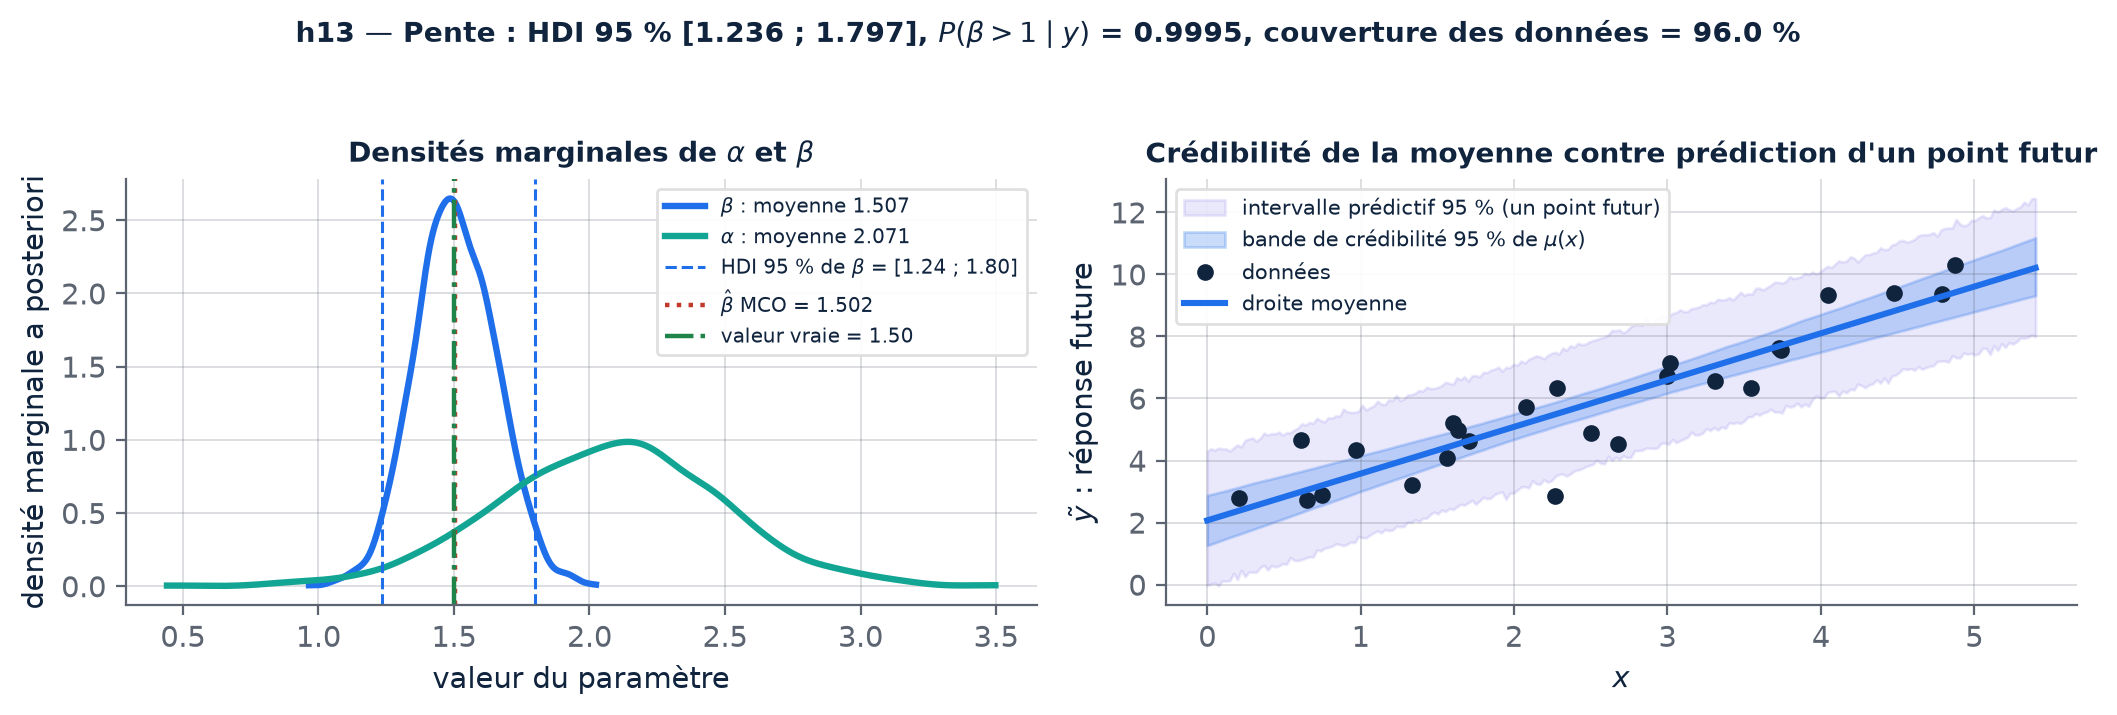 h13 — Pente : HDI 95 % [1.236 ; 1.797], P(β > 1 | y) = 0.9995, couverture des données = 96.0 %
Densités marginales de α et β
densité marginale a posteriori
2.5
2.0
1.5
1.0
0.5
0.0
β : moyenne 1.507
α : moyenne 2.071
HDI 95 % de β = [1.24 ; 1.80]
β̂ MCO = 1.502
valeur vraie = 1.50
0.5 1.0 1.5 2.0 2.5 3.0 3.5
valeur du paramètre
Crédibilité de la moyenne contre prédiction d'un point futur
ỹ : réponse future
12
10
8
6
4
2
0
intervalle prédictif 95 % (un point futur)
bande de crédibilité 95 % de μ(x)
données
droite moyenne
0 1 2 3 4 5
x